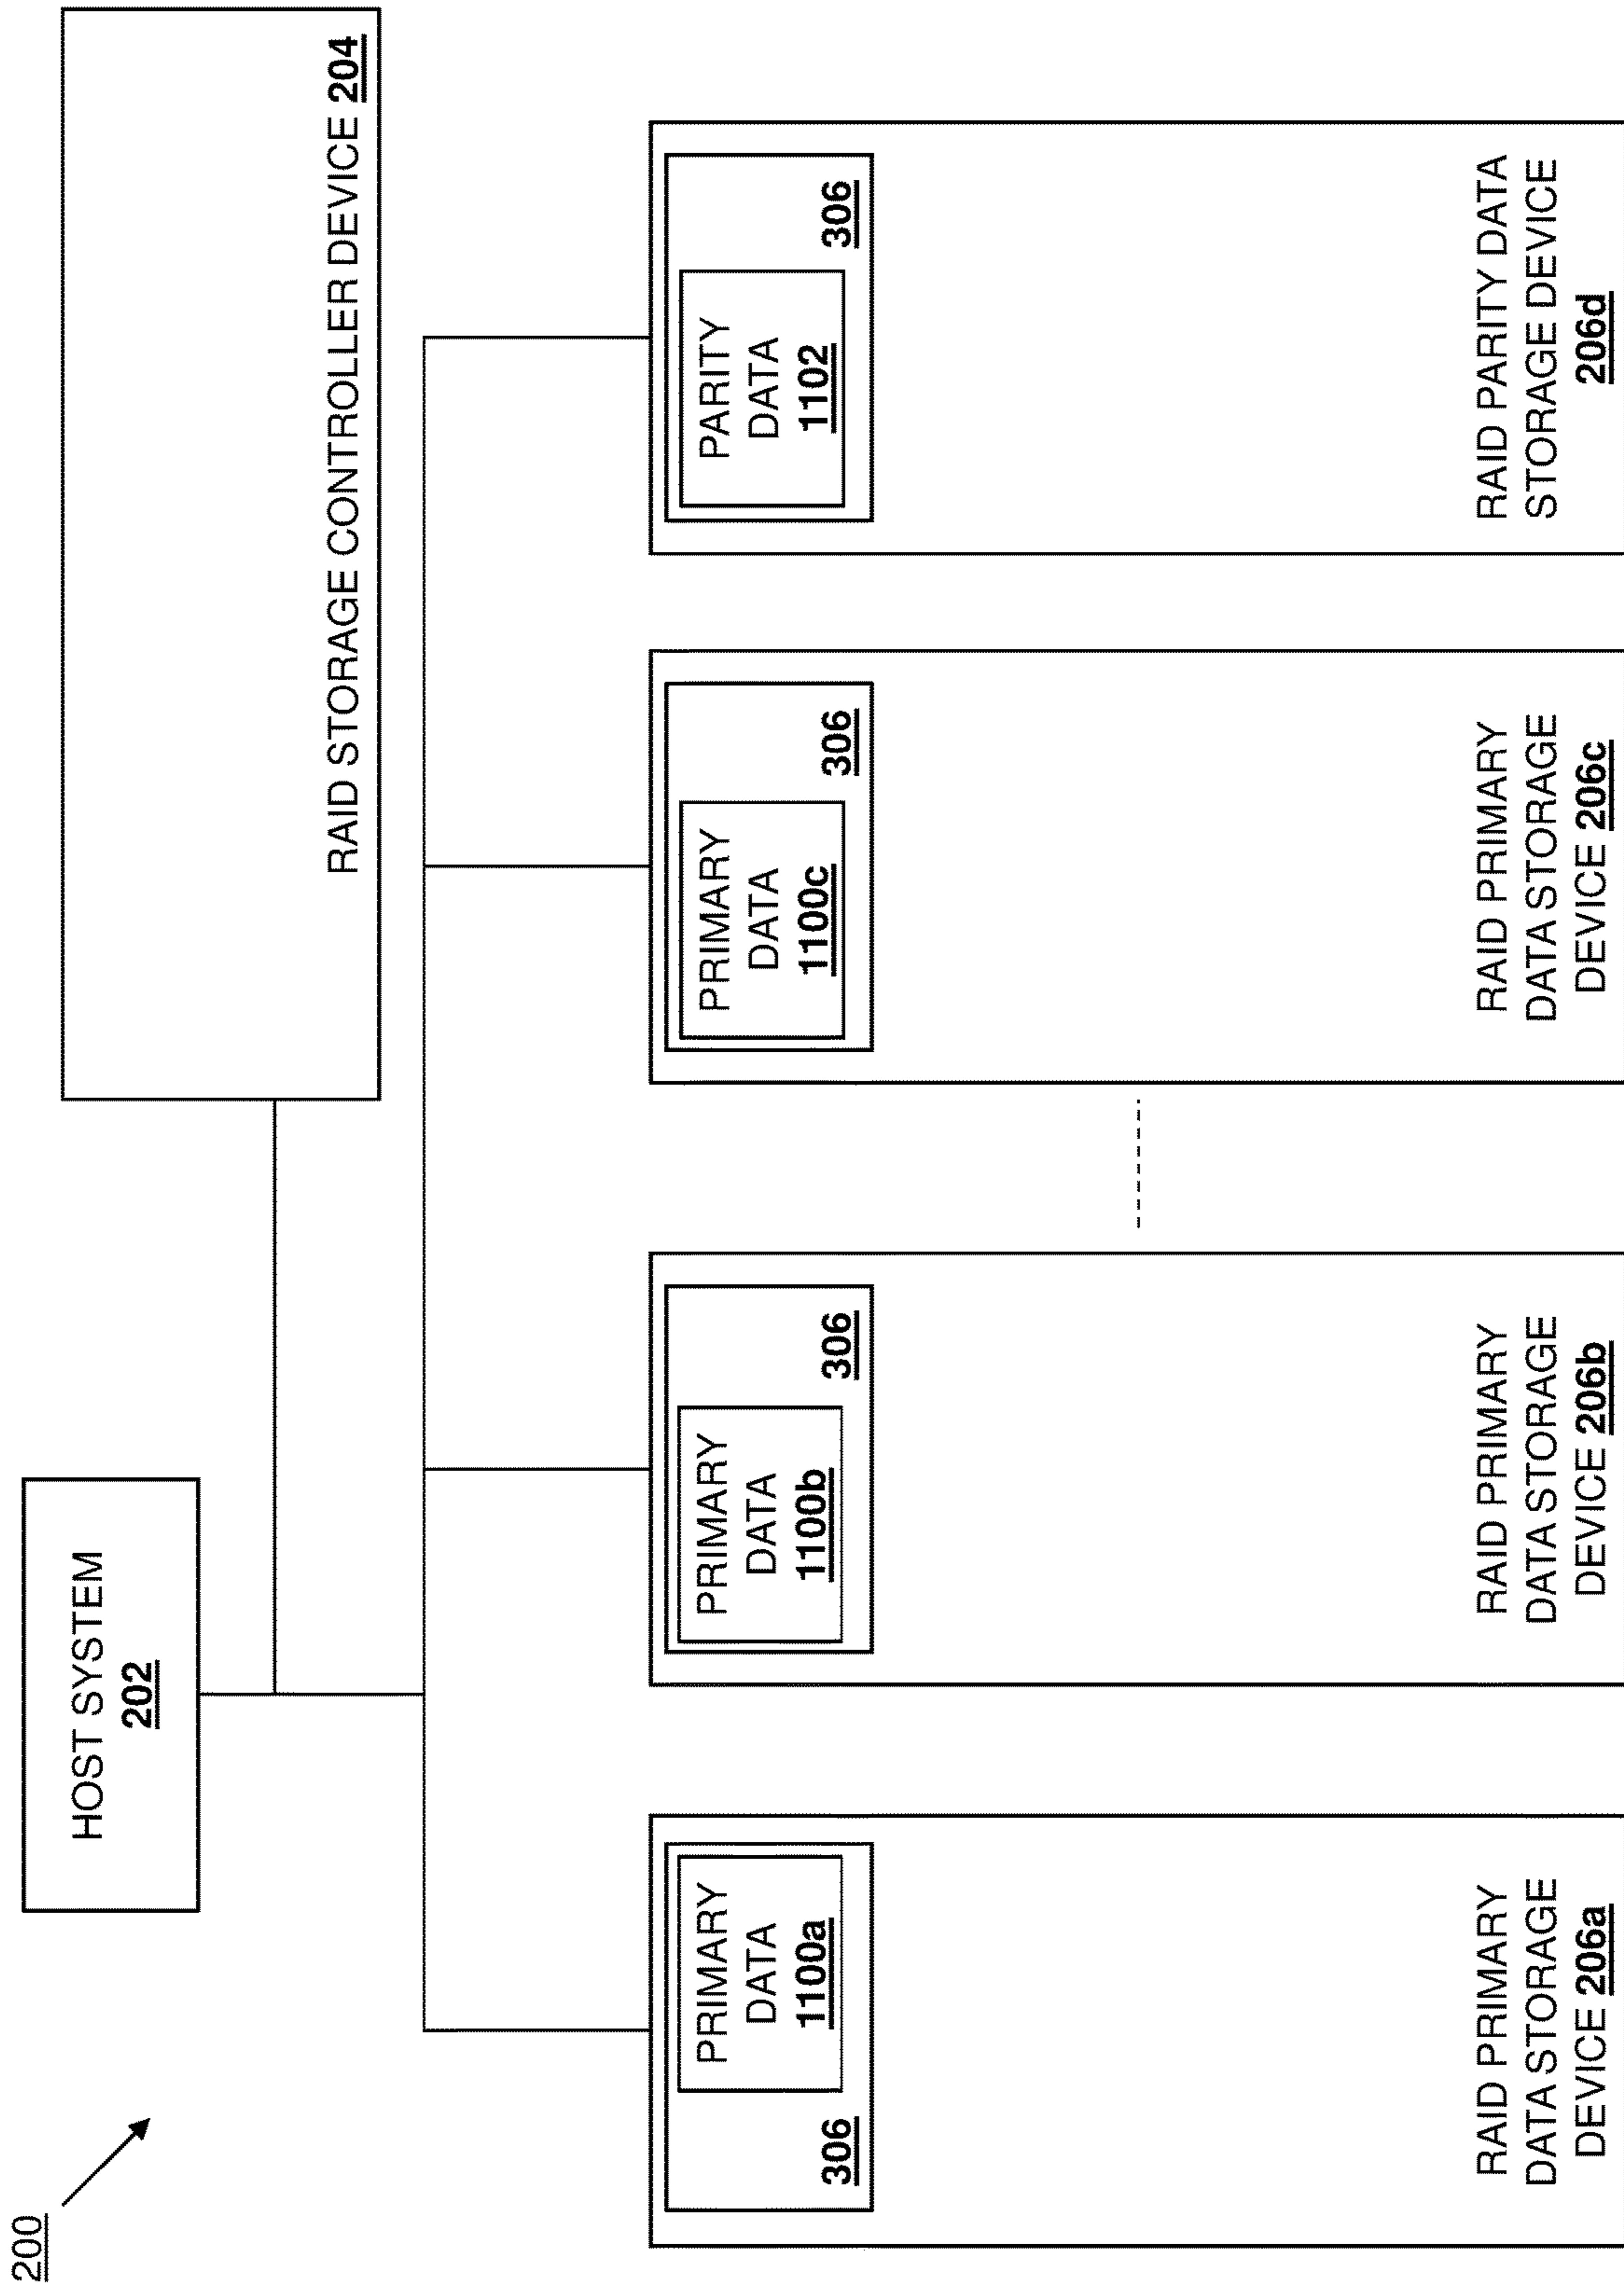 200
HOST SYSTEM
202
RAID STORAGE CONTROLLER DEVICE 204
306
PRIMARY
DATA
1100a
RAID PRIMARY
DATA STORAGE
DEVICE 206a
PRIMARY
DATA
1100b
306
RAID PRIMARY
DATA STORAGE
DEVICE 206b
PRIMARY
DATA
1100c
306
RAID PRIMARY
DATA STORAGE
DEVICE 206c
PARITY
DATA
1102
306
RAID PARITY DATA
STORAGE DEVICE
206d